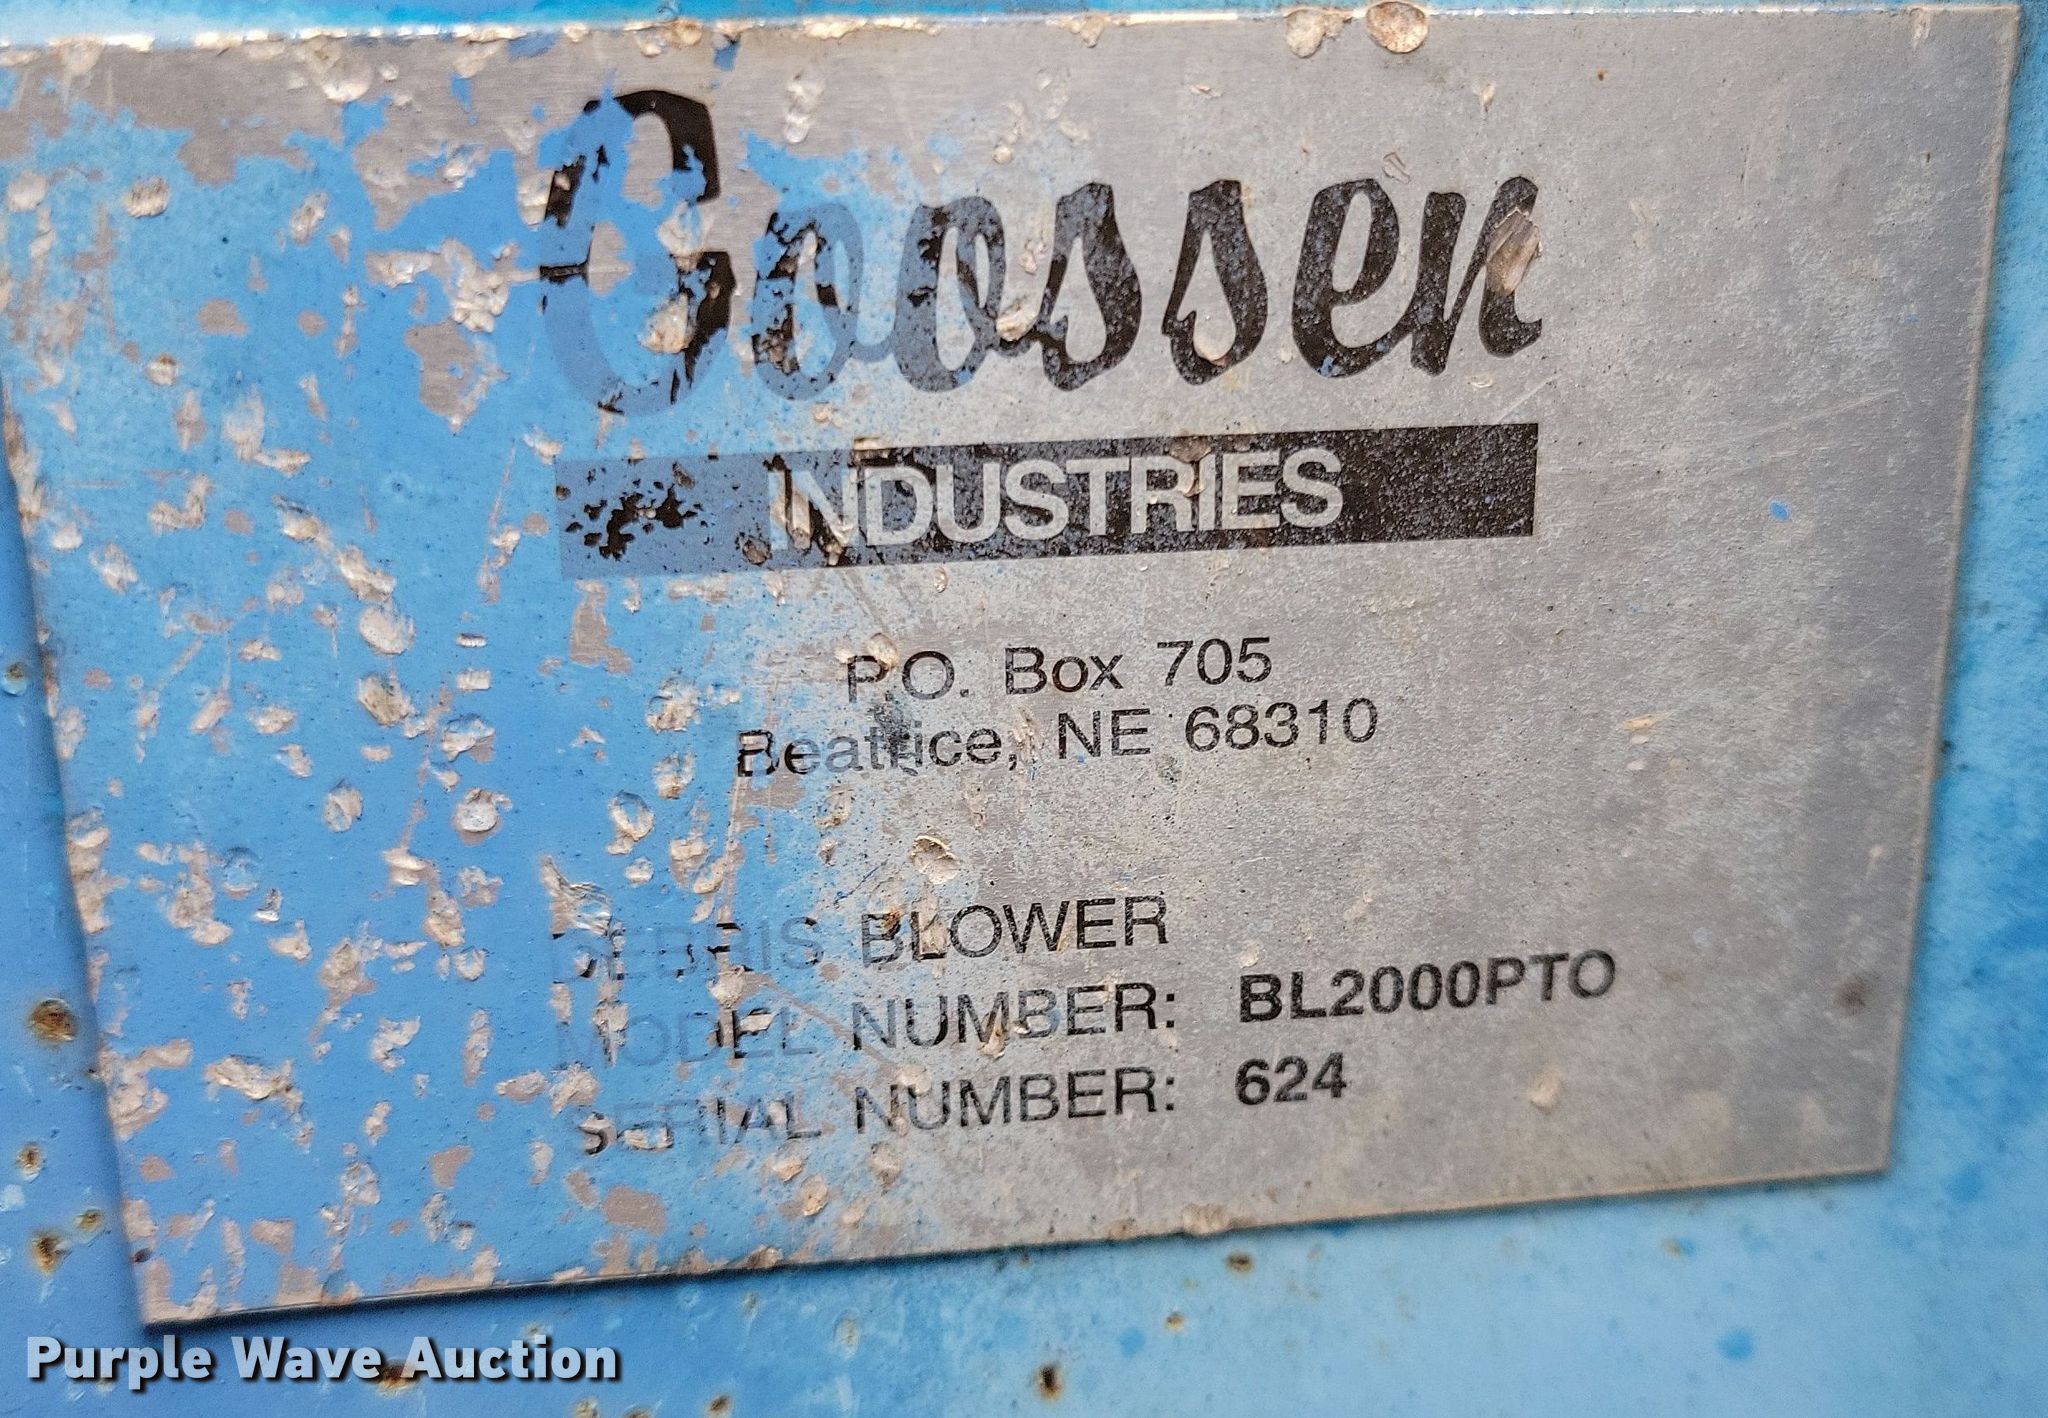 Goossen
INDUSTRIES
P.O. Box 705
Beatrice, NE 68310
DEBRIS BLOWER
MODEL NUMBER: BL2000PTO
SERIAL NUMBER: 624
Purple Wave Auction